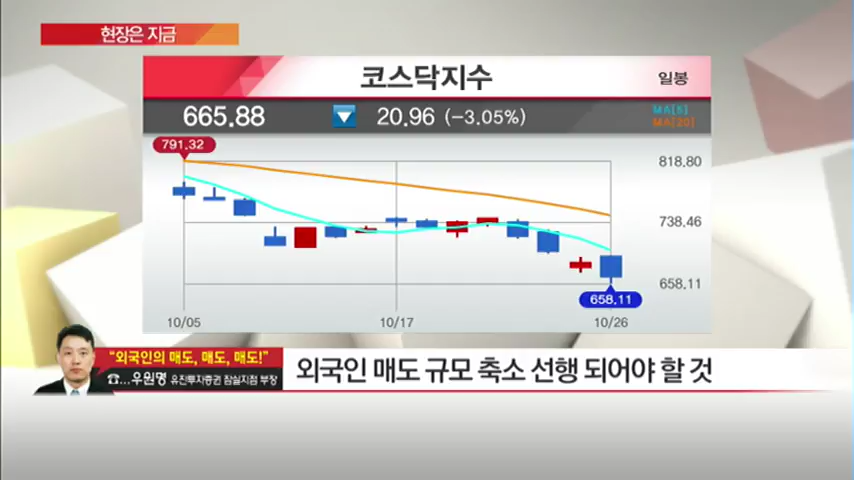 현장은 지금
코스닥지수
일봉
665.88 ▼ 20.96 (-3.05%)
MA[5]
MA[20]
791.32
818.80
738.46
658.11
658.11
10/05 10/17 10/26
"외국인의 매도, 매도, 매도!"
☎...우원명 유진투자증권 잠실지점 부장
외국인 매도 규모 축소 선행 되어야 할 것